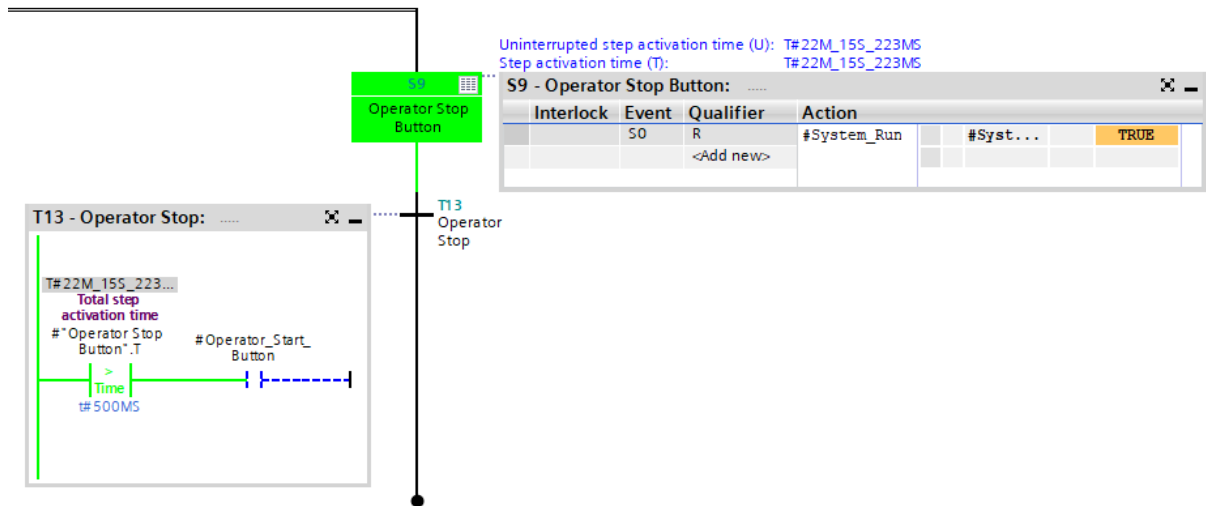 Uninterrupted step activation time (U): T#22M_15S_223MS
Step activation time (T): T#22M_15S_223MS
S9
Operator Stop
Button
S9 - Operator Stop Button: .....
Interlock Event Qualifier Action
S0 R #System_Run #Syst... TRUE
<Add new>
T13 - Operator Stop: .....
T13
Operator
Stop
T#22M_15S_223...
Total step
activation time
#"Operator Stop
Button".T
#Operator_Start_
Button
>
Time
t#500MS